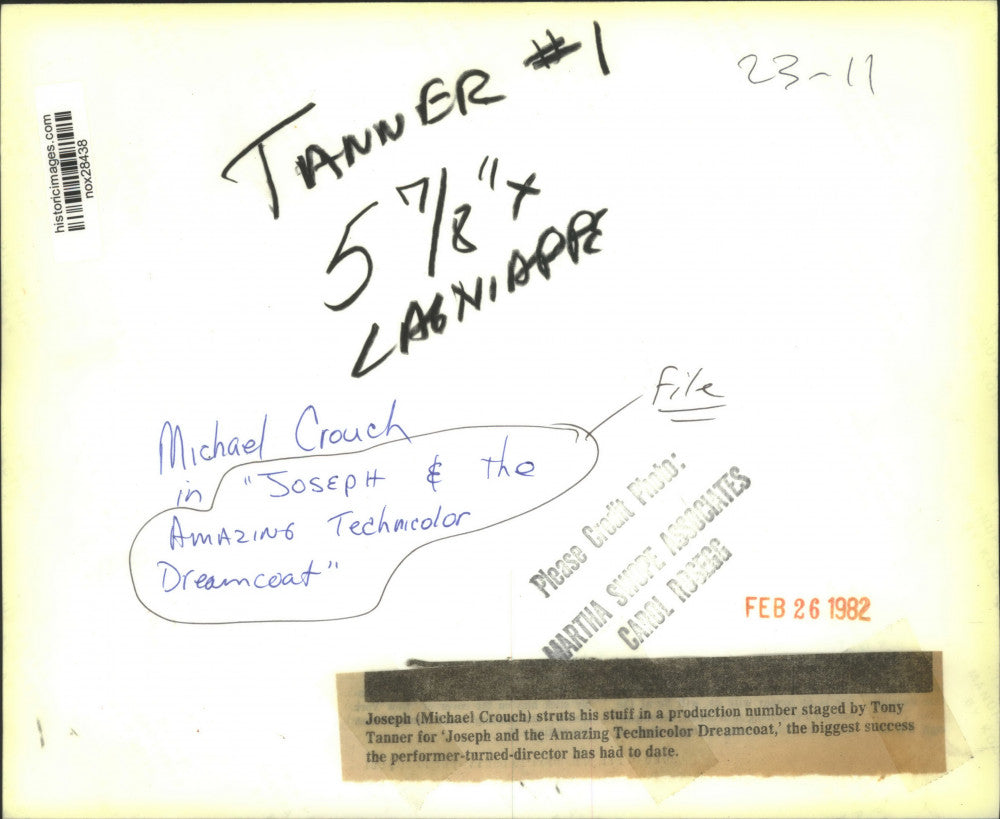 TANNER #1
23-11
historicimages.com
nox28438
5 7/8" x
LAGNIAPPE
File
Michael Crouch
in "JOSEPH & the
AMAZING Technicolor
Dreamcoat"
Please Credit Photo:
MARTHA SWOPE ASSOCIATES
CAROL ROSEGG
FEB 26 1982
Joseph (Michael Crouch) struts his stuff in a production number staged by Tony
Tanner for 'Joseph and the Amazing Technicolor Dreamcoat,' the biggest success
the performer-turned-director has had to date.